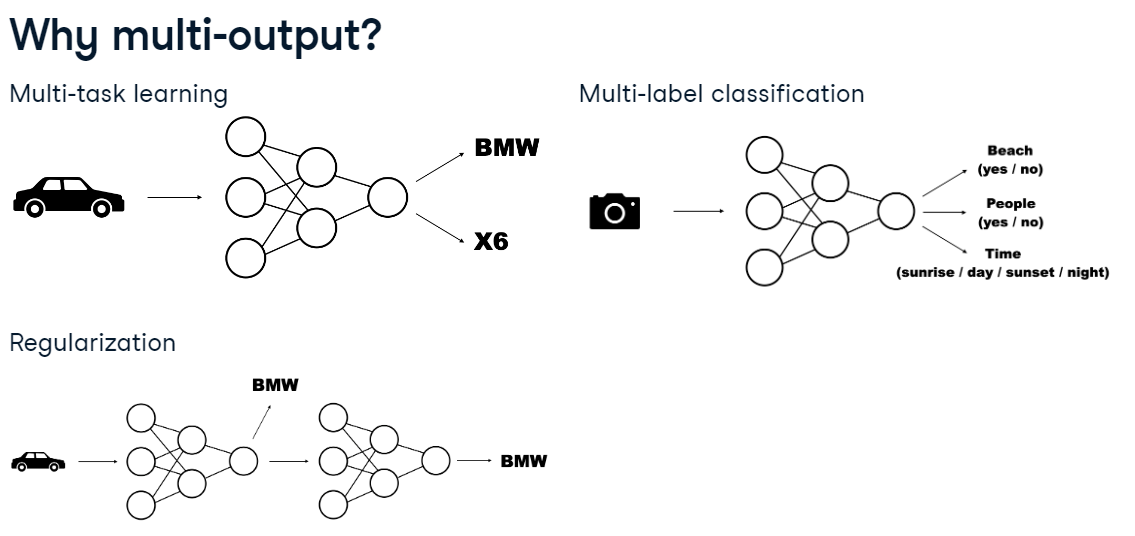 Why multi-output?
Multi-task learning
BMW
X6
Multi-label classification
Beach
(yes / no)
People
(yes / no)
Time
(sunrise / day / sunset / night)
Regularization
BMW
BMW